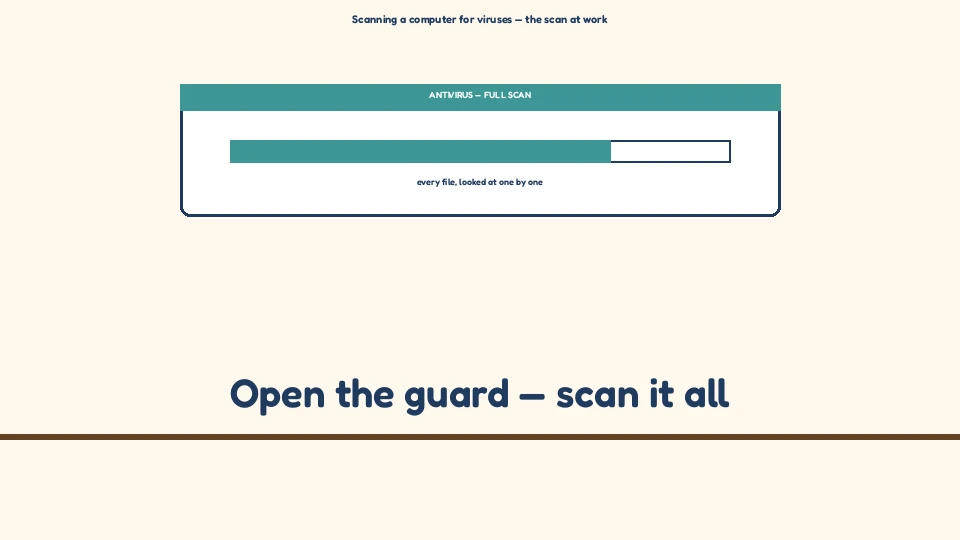 Scanning a computer for viruses — the scan at work
ANTIVIRUS — FULL SCAN
every file, looked at one by one
Open the guard — scan it all